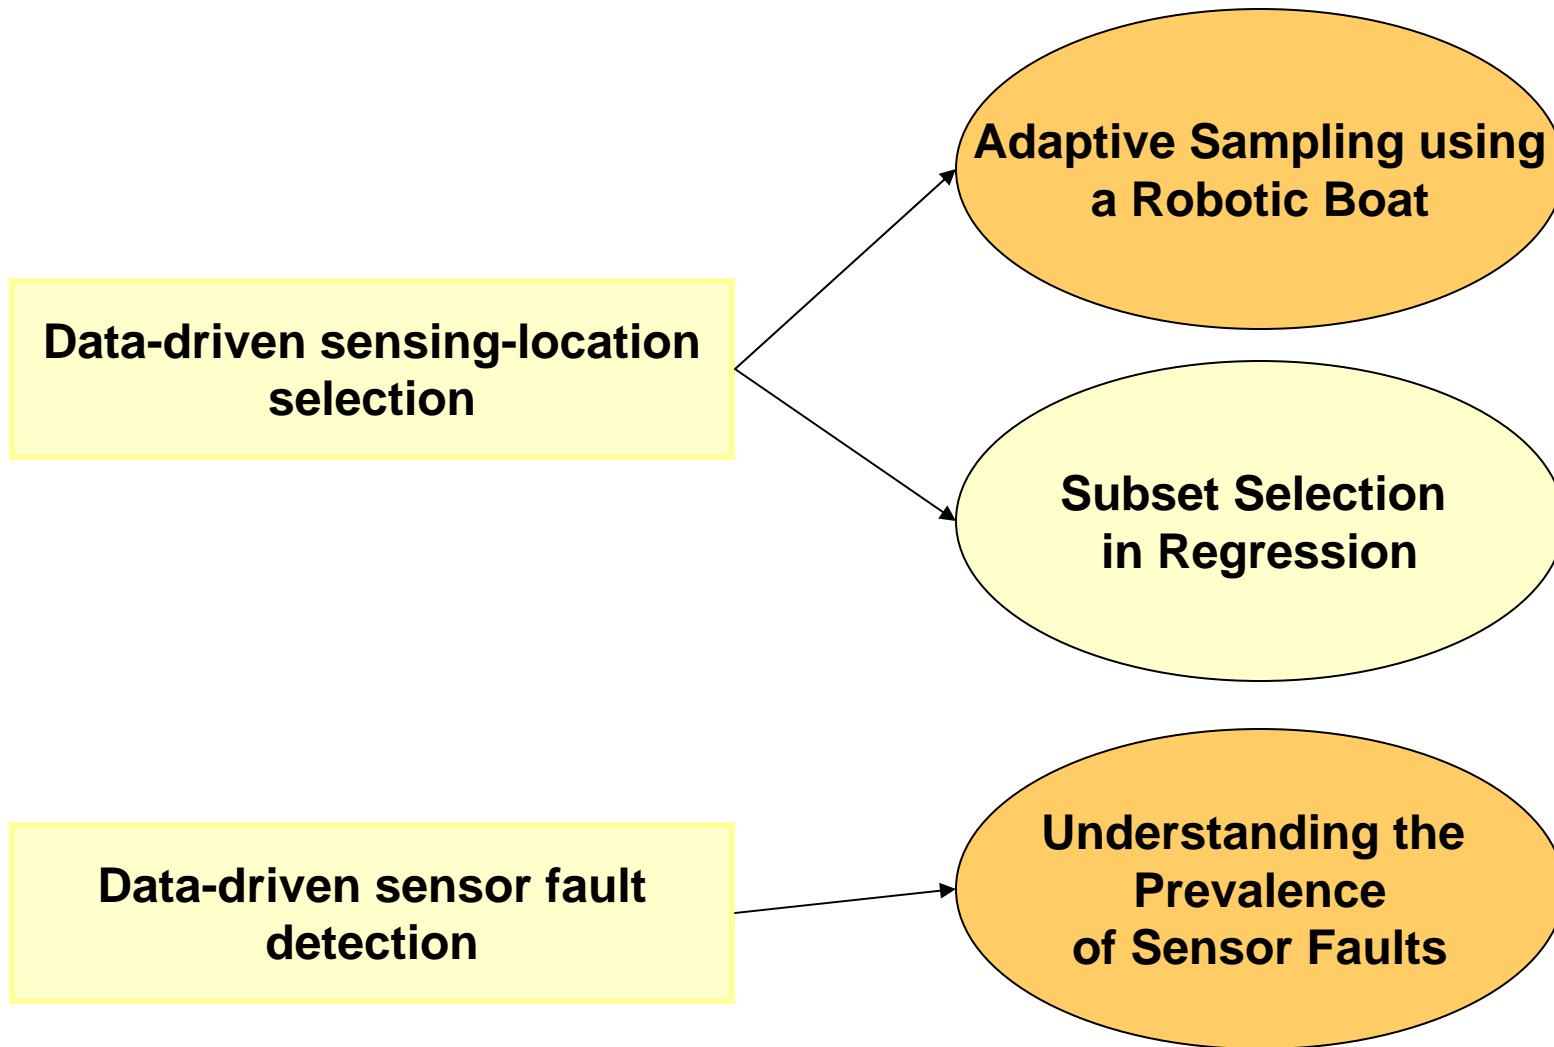 Adaptive Sampling using
a Robotic Boat
Data-driven sensing-location
selection
Subset Selection
in Regression
Data-driven sensor fault
detection
Understanding the
Prevalence
of Sensor Faults